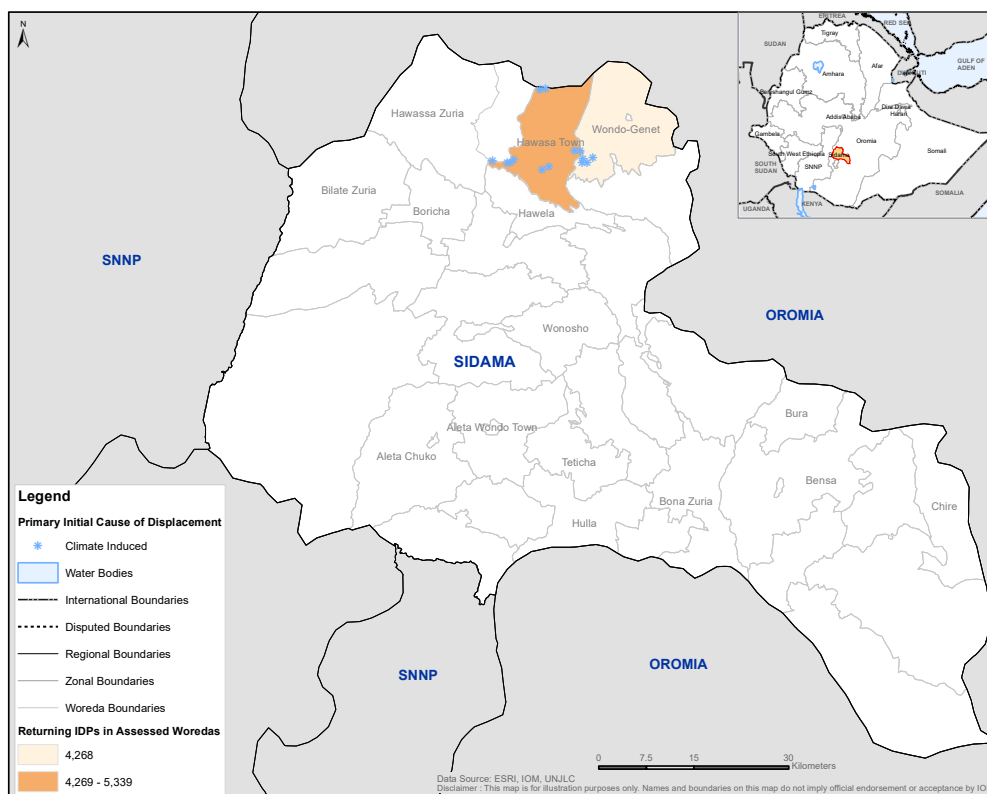 N
Hawassa Zuria
Hawasa Town
Wondo-Genet
Bilate Zuria
Boricha
Hawela
SNNP
OROMIA
Wonosho
SIDAMA
Bura
Aleta Wondo Town
Aleta Chuko
Teticha
Bensa
Bona Zuria
Chire
Hulla
SNNP
OROMIA
ERITREA
RED SE
SUDAN
Tigray
GULF OF
ADEN
Afar
Amhara
Addis Ababa
Gambela
Oromia
South West Ethiopia
Sidama
Somali
SNNP
SOUTH
SUDAN
SOMALIA
KENYA
UGANDA
Legend
Primary Initial Cause of Displacement
Climate Induced
Water Bodies
International Boundaries
Disputed Boundaries
Regional Boundaries
Zonal Boundaries
Woreda Boundaries
Returning IDPs in Assessed Woredas
4,268
4,269 - 5,339
0 7.5 15 30
Kilometers
Data Source: ESRI, IOM, UNJLC
Disclaimer : This map is for illustration purposes only. Names and boundaries on this map do not imply official endorsement or acceptance by IO